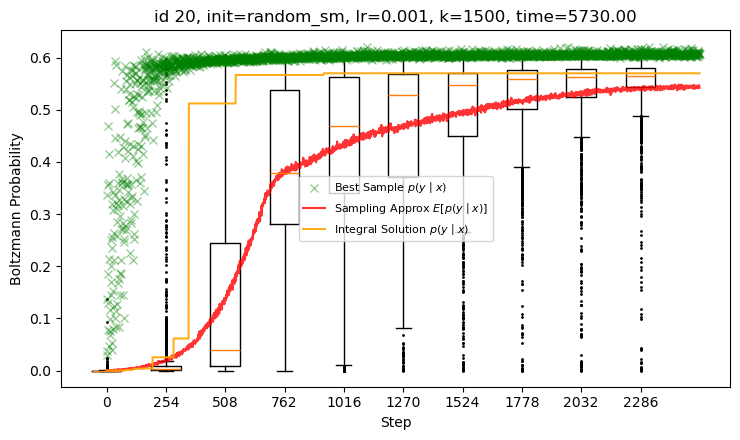 id 20, init=random_sm, lr=0.001, k=1500, time=5730.00
Boltzmann Probability
0.6
0.5
0.4
0.3
0.2
0.1
0.0
Best Sample p(y | x)
Sampling Approx E[p(y | x)]
Integral Solution p(y | x)
0 254 508 762 1016 1270 1524 1778 2032 2286
Step